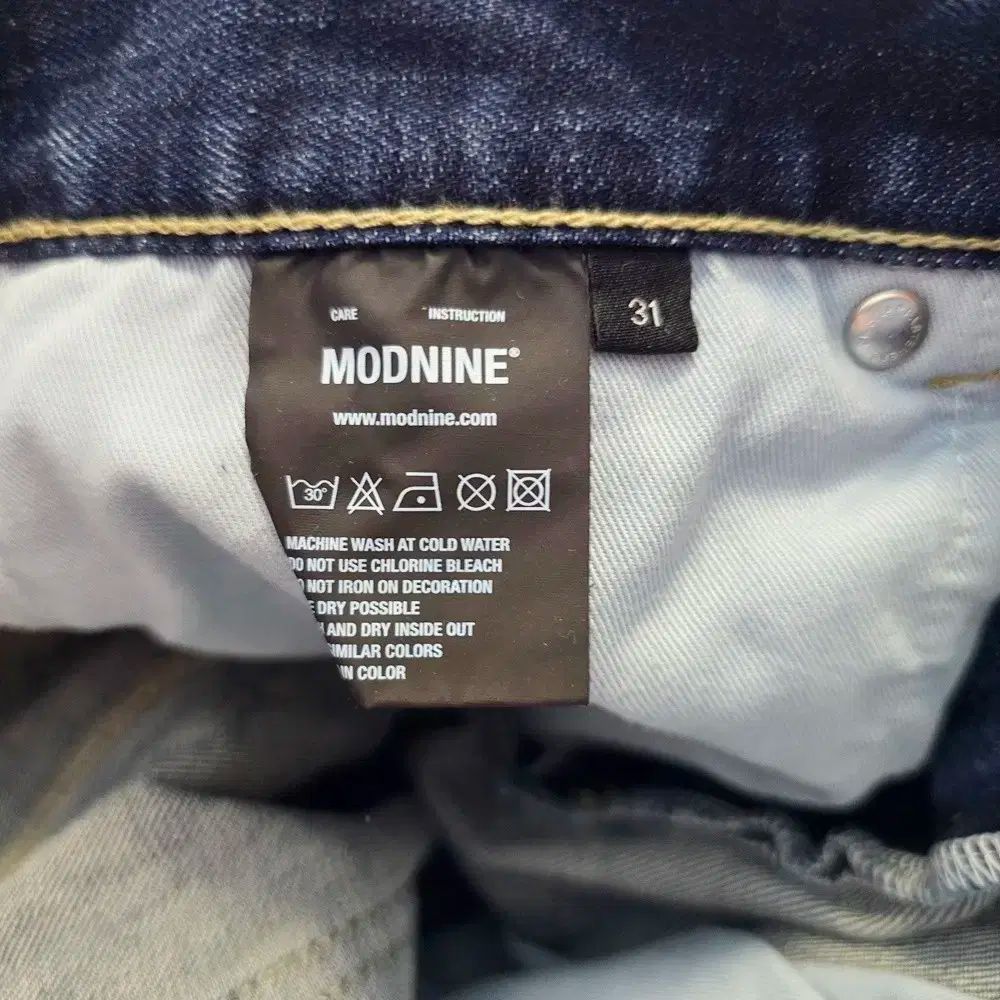 CARE INSTRUCTION
MODNINE®
www.modnine.com
31
30°
MACHINE WASH AT COLD WATER
DO NOT USE CHLORINE BLEACH
NOT IRON ON DECORATION
DRY POSSIBLE
AND DRY INSIDE OUT
SIMILAR COLORS
IN COLOR